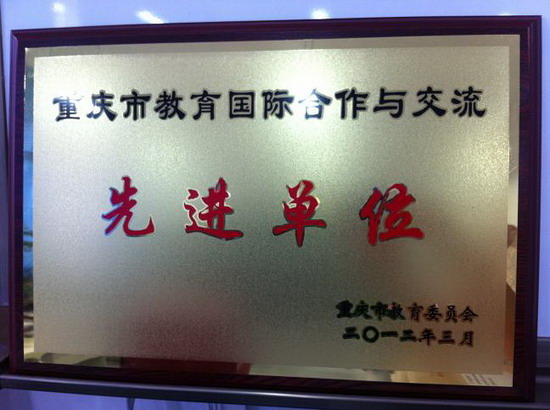 重庆市教育国际合作与交流
先进单位
重庆市教育委员会
二〇一二年三月